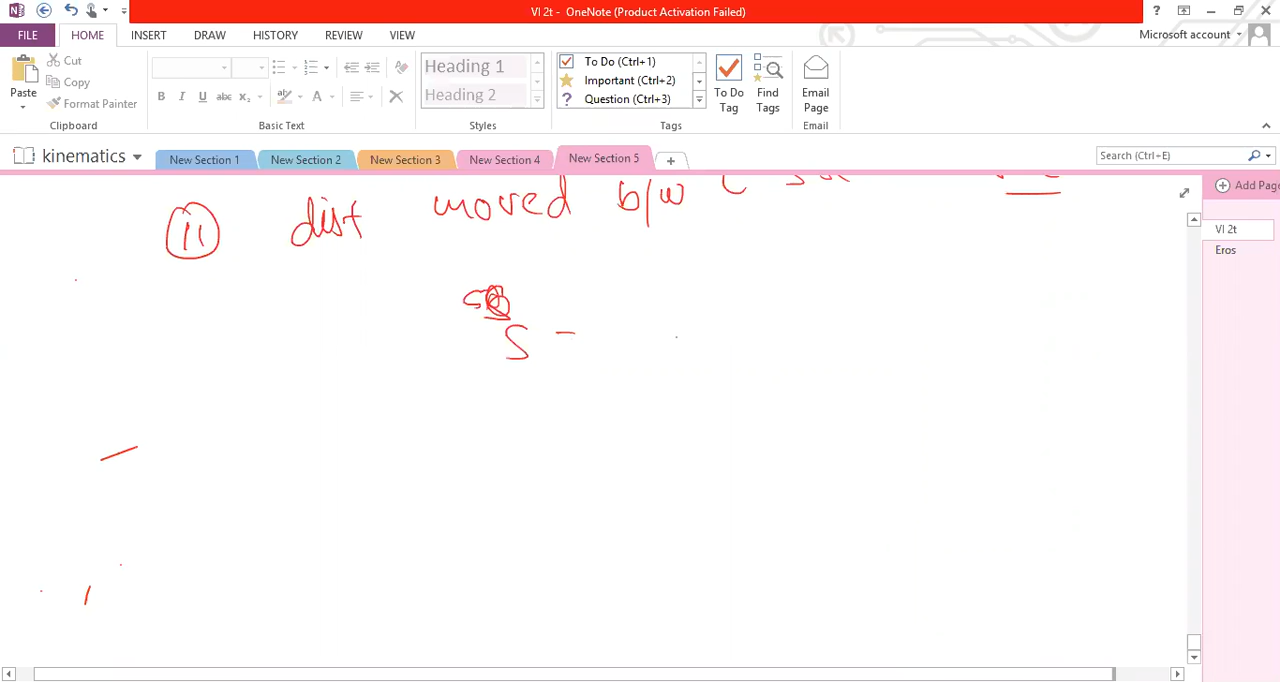 VI 2t - OneNote (Product Activation Failed)
?
FILE HOME INSERT DRAW HISTORY REVIEW VIEW
Microsoft account
Paste
Cut
Copy
Format Painter
Clipboard
B I U abc X₂ ab A
Basic Text
Heading 1
Heading 2
Styles
To Do (Ctrl+1)
Important (Ctrl+2)
Question (Ctrl+3)
To Do Tag
Find Tags
Tags
Email Page
Email
kinematics
New Section 1 New Section 2 New Section 3 New Section 4 New Section 5
Search (Ctrl+E)
Add Page
VI 2t
Eros
ii dist moved b/w
S =